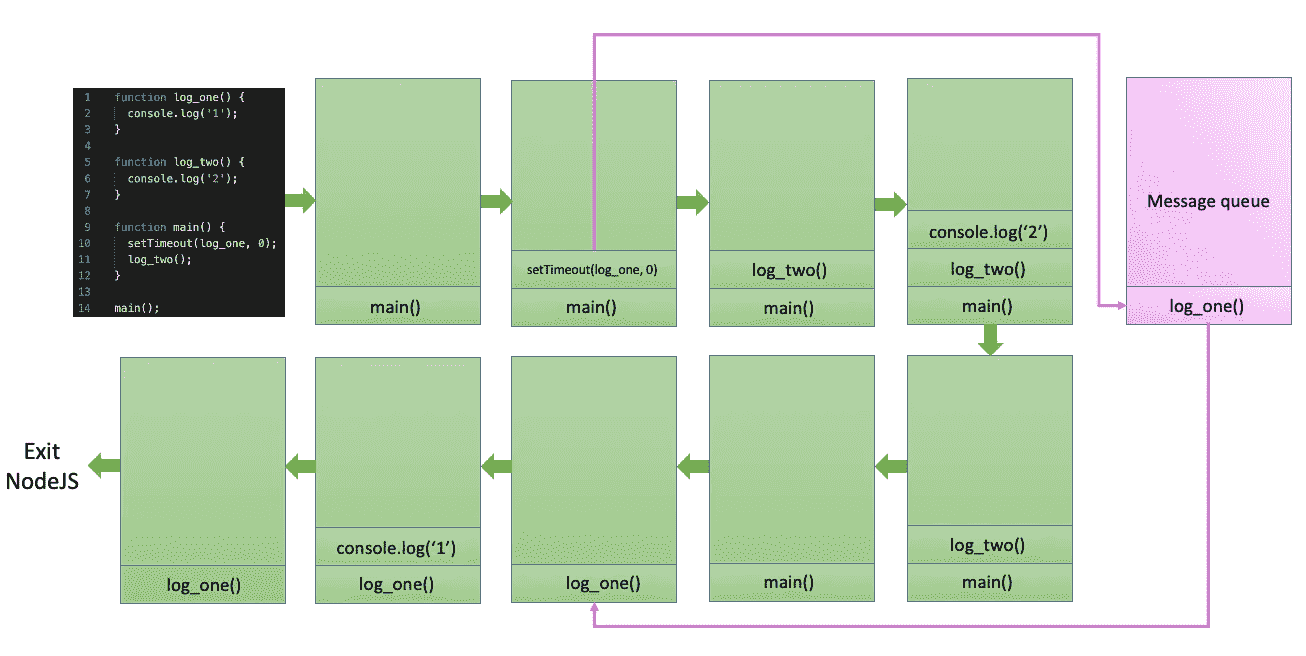 1 function log_one() {
2 console.log('1');
3 }
4
5 function log_two() {
6 console.log('2');
7 }
8
9 function main() {
10 setTimeout(log_one, 0);
11 log_two();
12 }
13
14 main();
main()
setTimeout(log_one, 0)
main()
log_two()
main()
console.log(‘2’)
log_two()
main()
Message queue
log_one()
log_two()
main()
main()
log_one()
console.log(‘1’)
log_one()
log_one()
Exit
NodeJS